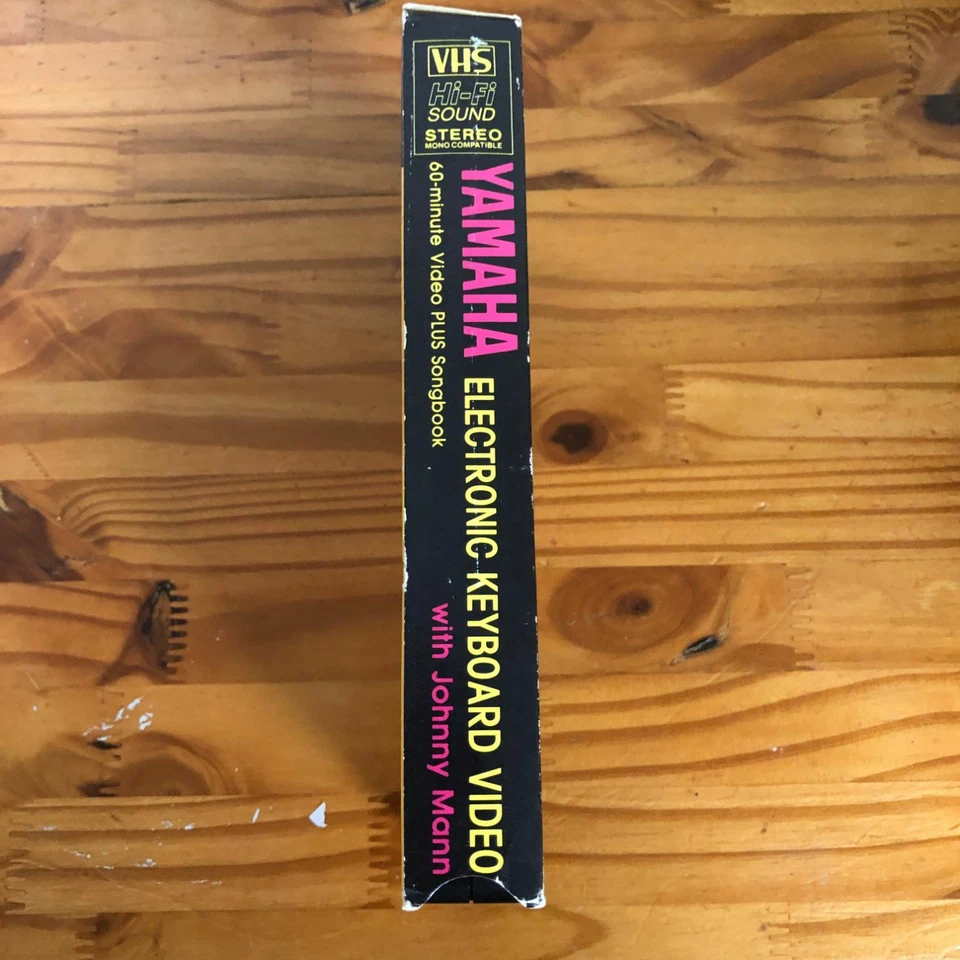 VHS
Hi-Fi
SOUND
STEREO
MONO COMPATIBLE
YAMAHA ELECTRONIC KEYBOARD VIDEO
60-minute Video PLUS Songbook
with Johnny Mann